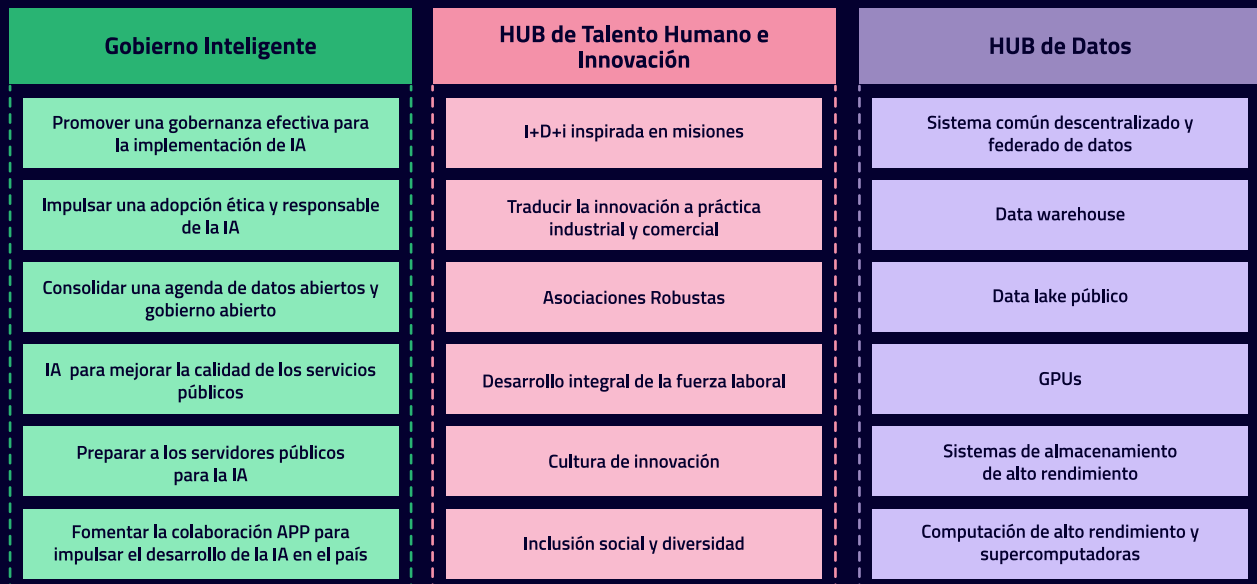 Gobierno Inteligente
Promover una gobernanza efectiva para
la implementación de IA
Impulsar una adopción ética y responsable
de la IA
Consolidar una agenda de datos abiertos y
gobierno abierto
IA para mejorar la calidad de los servicios
públicos
Preparar a los servidores públicos
para la IA
Fomentar la colaboración APP para
impulsar el desarrollo de la IA en el país
HUB de Talento Humano e
Innovación
I+D+i inspirada en misiones
Traducir la innovación a práctica
industrial y comercial
Asociaciones Robustas
Desarrollo integral de la fuerza laboral
Cultura de innovación
Inclusión social y diversidad
HUB de Datos
Sistema común descentralizado y
federado de datos
Data warehouse
Data lake público
GPUs
Sistemas de almacenamiento
de alto rendimiento
Computación de alto rendimiento y
supercomputadoras